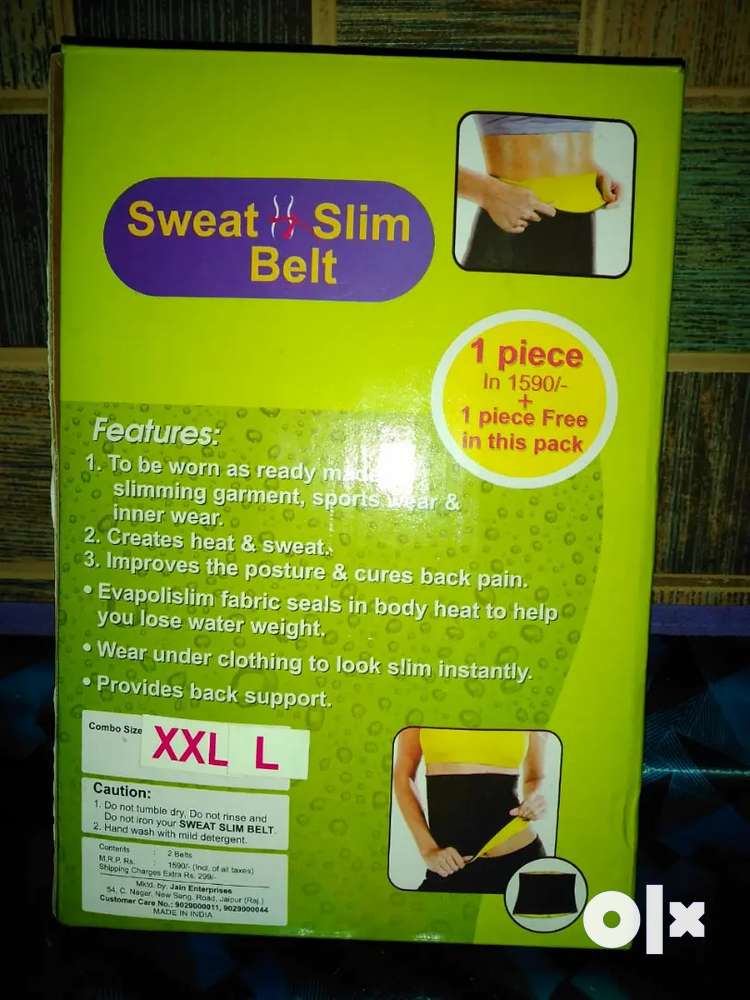 Sweat Slim
Belt
1 piece
In 1590/-
+
1 piece Free
in this pack
Features:
1. To be worn as ready
slimming garment, sports wear &
inner wear.
2. Creates heat & sweat.
3. Improves the posture & cures back pain.
• Evapolislim fabric seals in body heat to help
you lose water weight.
• Wear under clothing to look slim instantly.
• Provides back support.
Combo Size
XXL L
Caution:
1. Do not tumble dry, Do not rinse and
Do not iron your SWEAT SLIM BELT.
2. Hand wash with mild detergent.
Contents : 2 Belts
M.R.P. Rs. : 1590/- (Incl. of all taxes)
Shipping Charges Extra Rs. 299/-
Mktd. by: Jain Enterprises
54, C. Nagar, New Sang. Road, Jaipur (Raj.)
Customer Care No.: 9029000011, 9029000044
MADE IN INDIA
olx